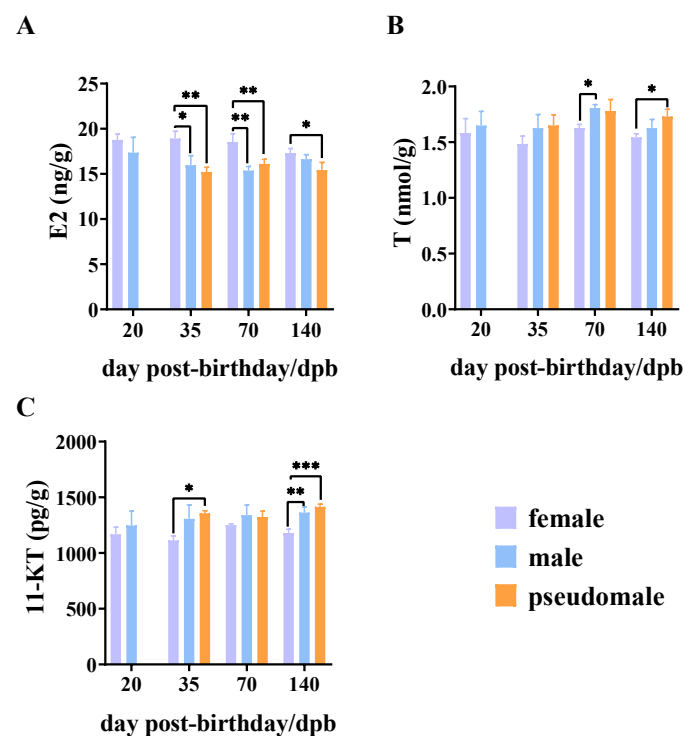 A
E2 (ng/g)
25
20
15
10
5
0
** **
* ** *
20 35 70 140
day post-birthday/dpb
B
T (nmol/g)
2.0
1.5
1.0
0.5
0.0
* *
20 35 70 140
day post-birthday/dpb
C
11-KT (pg/g)
2000
1500
1000
500
0
***
* **
20 35 70 140
day post-birthday/dpb
female
male
pseudomale